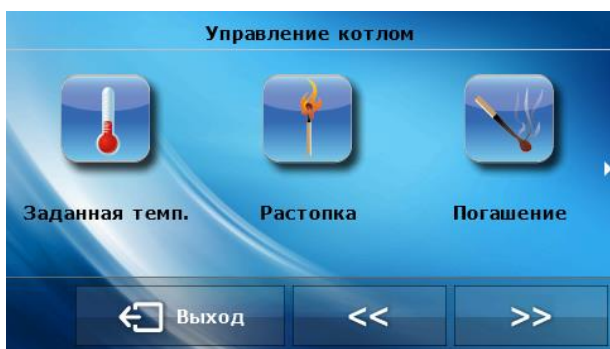 Управление котлом
Заданная темп. Растопка Погашение
Выход << >>